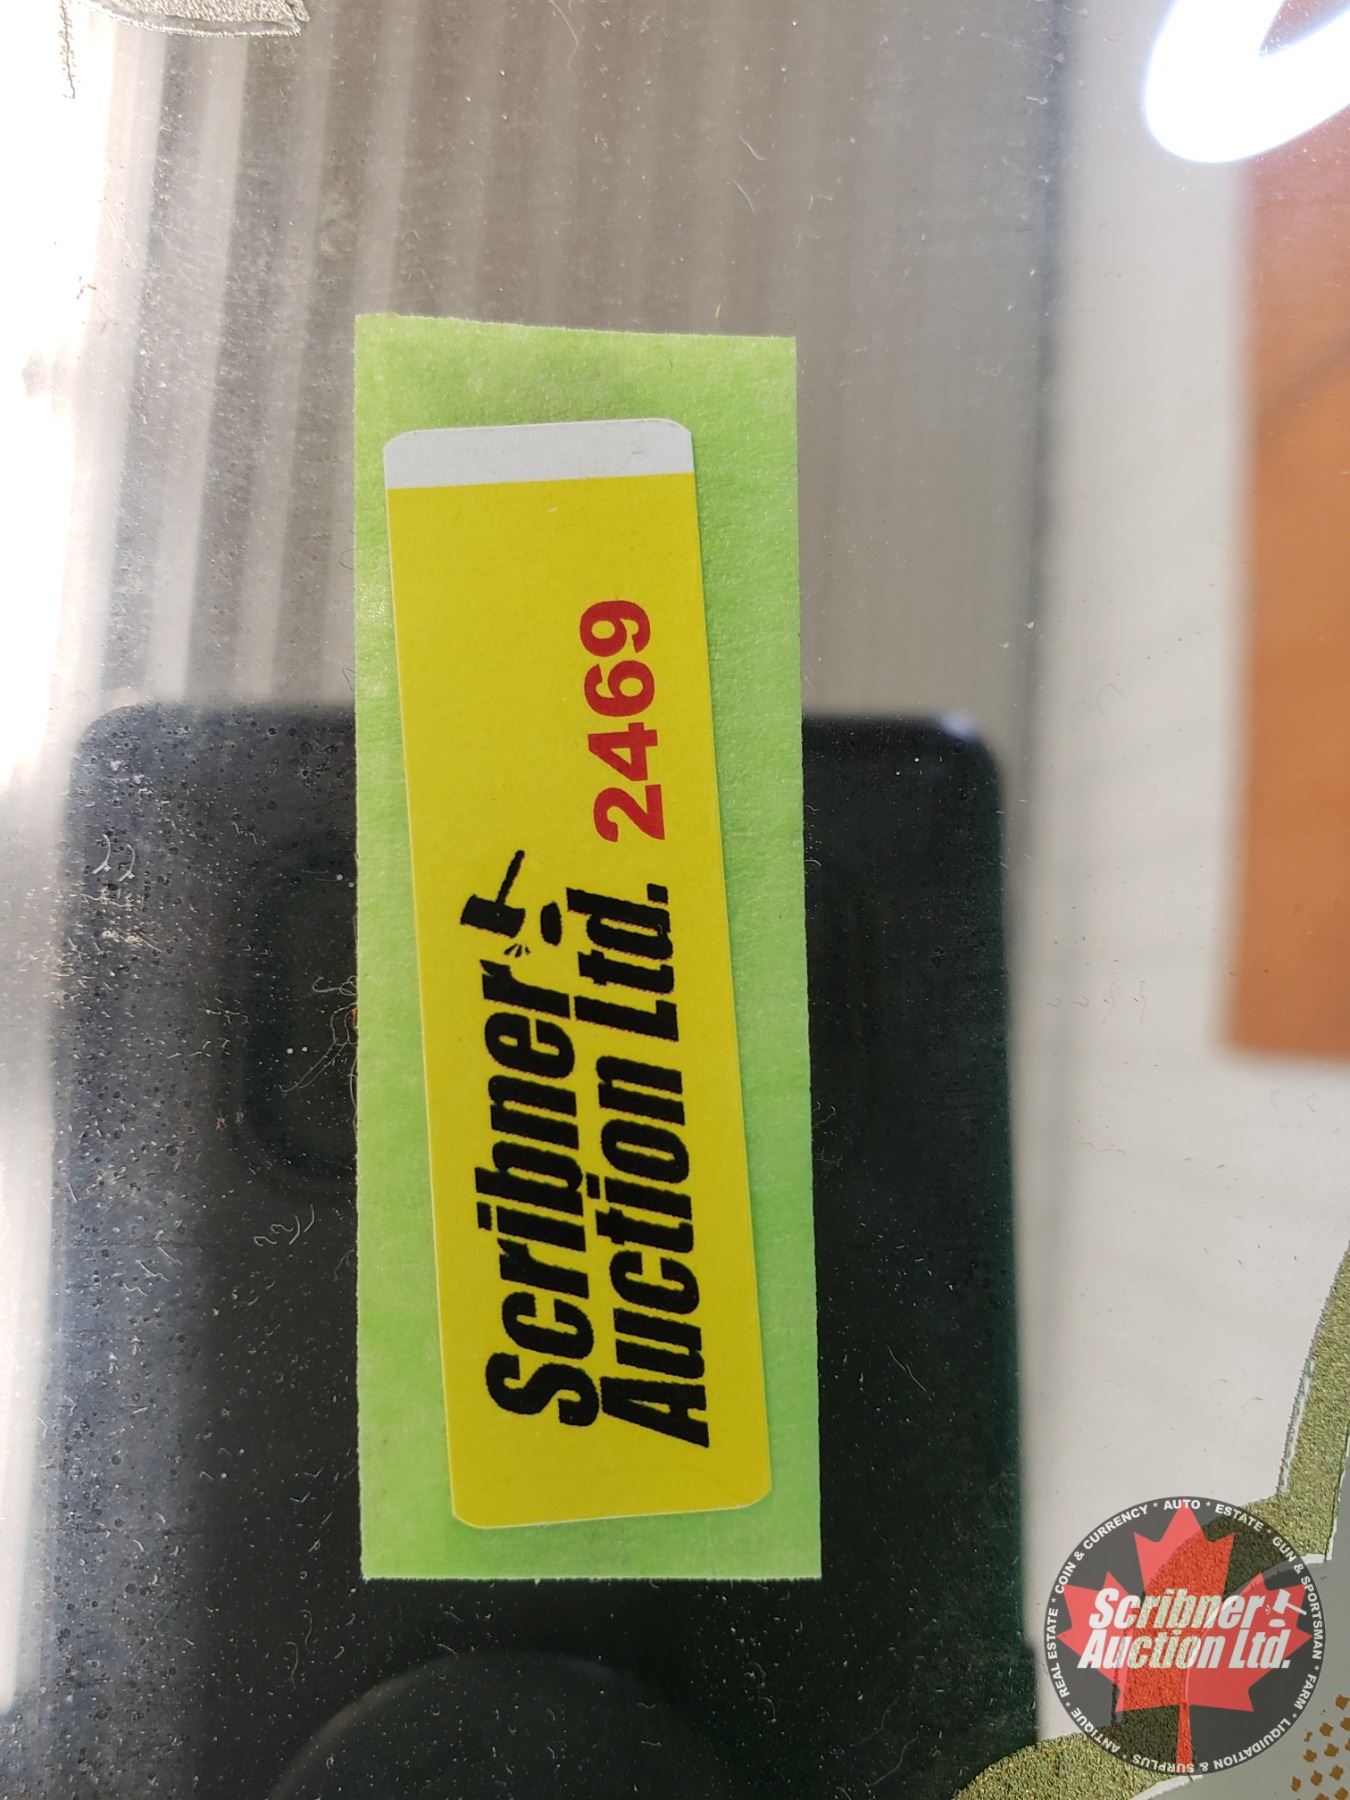 Scribner
Auction Ltd. 2469
COIN & CURRENCY * AUTO * ESTATE * GUN & SPORTSMAN * FARM * LIQUIDATION & SURPLUS * ANTIQUE * REAL ESTATE *
Scribner
Auction Ltd.